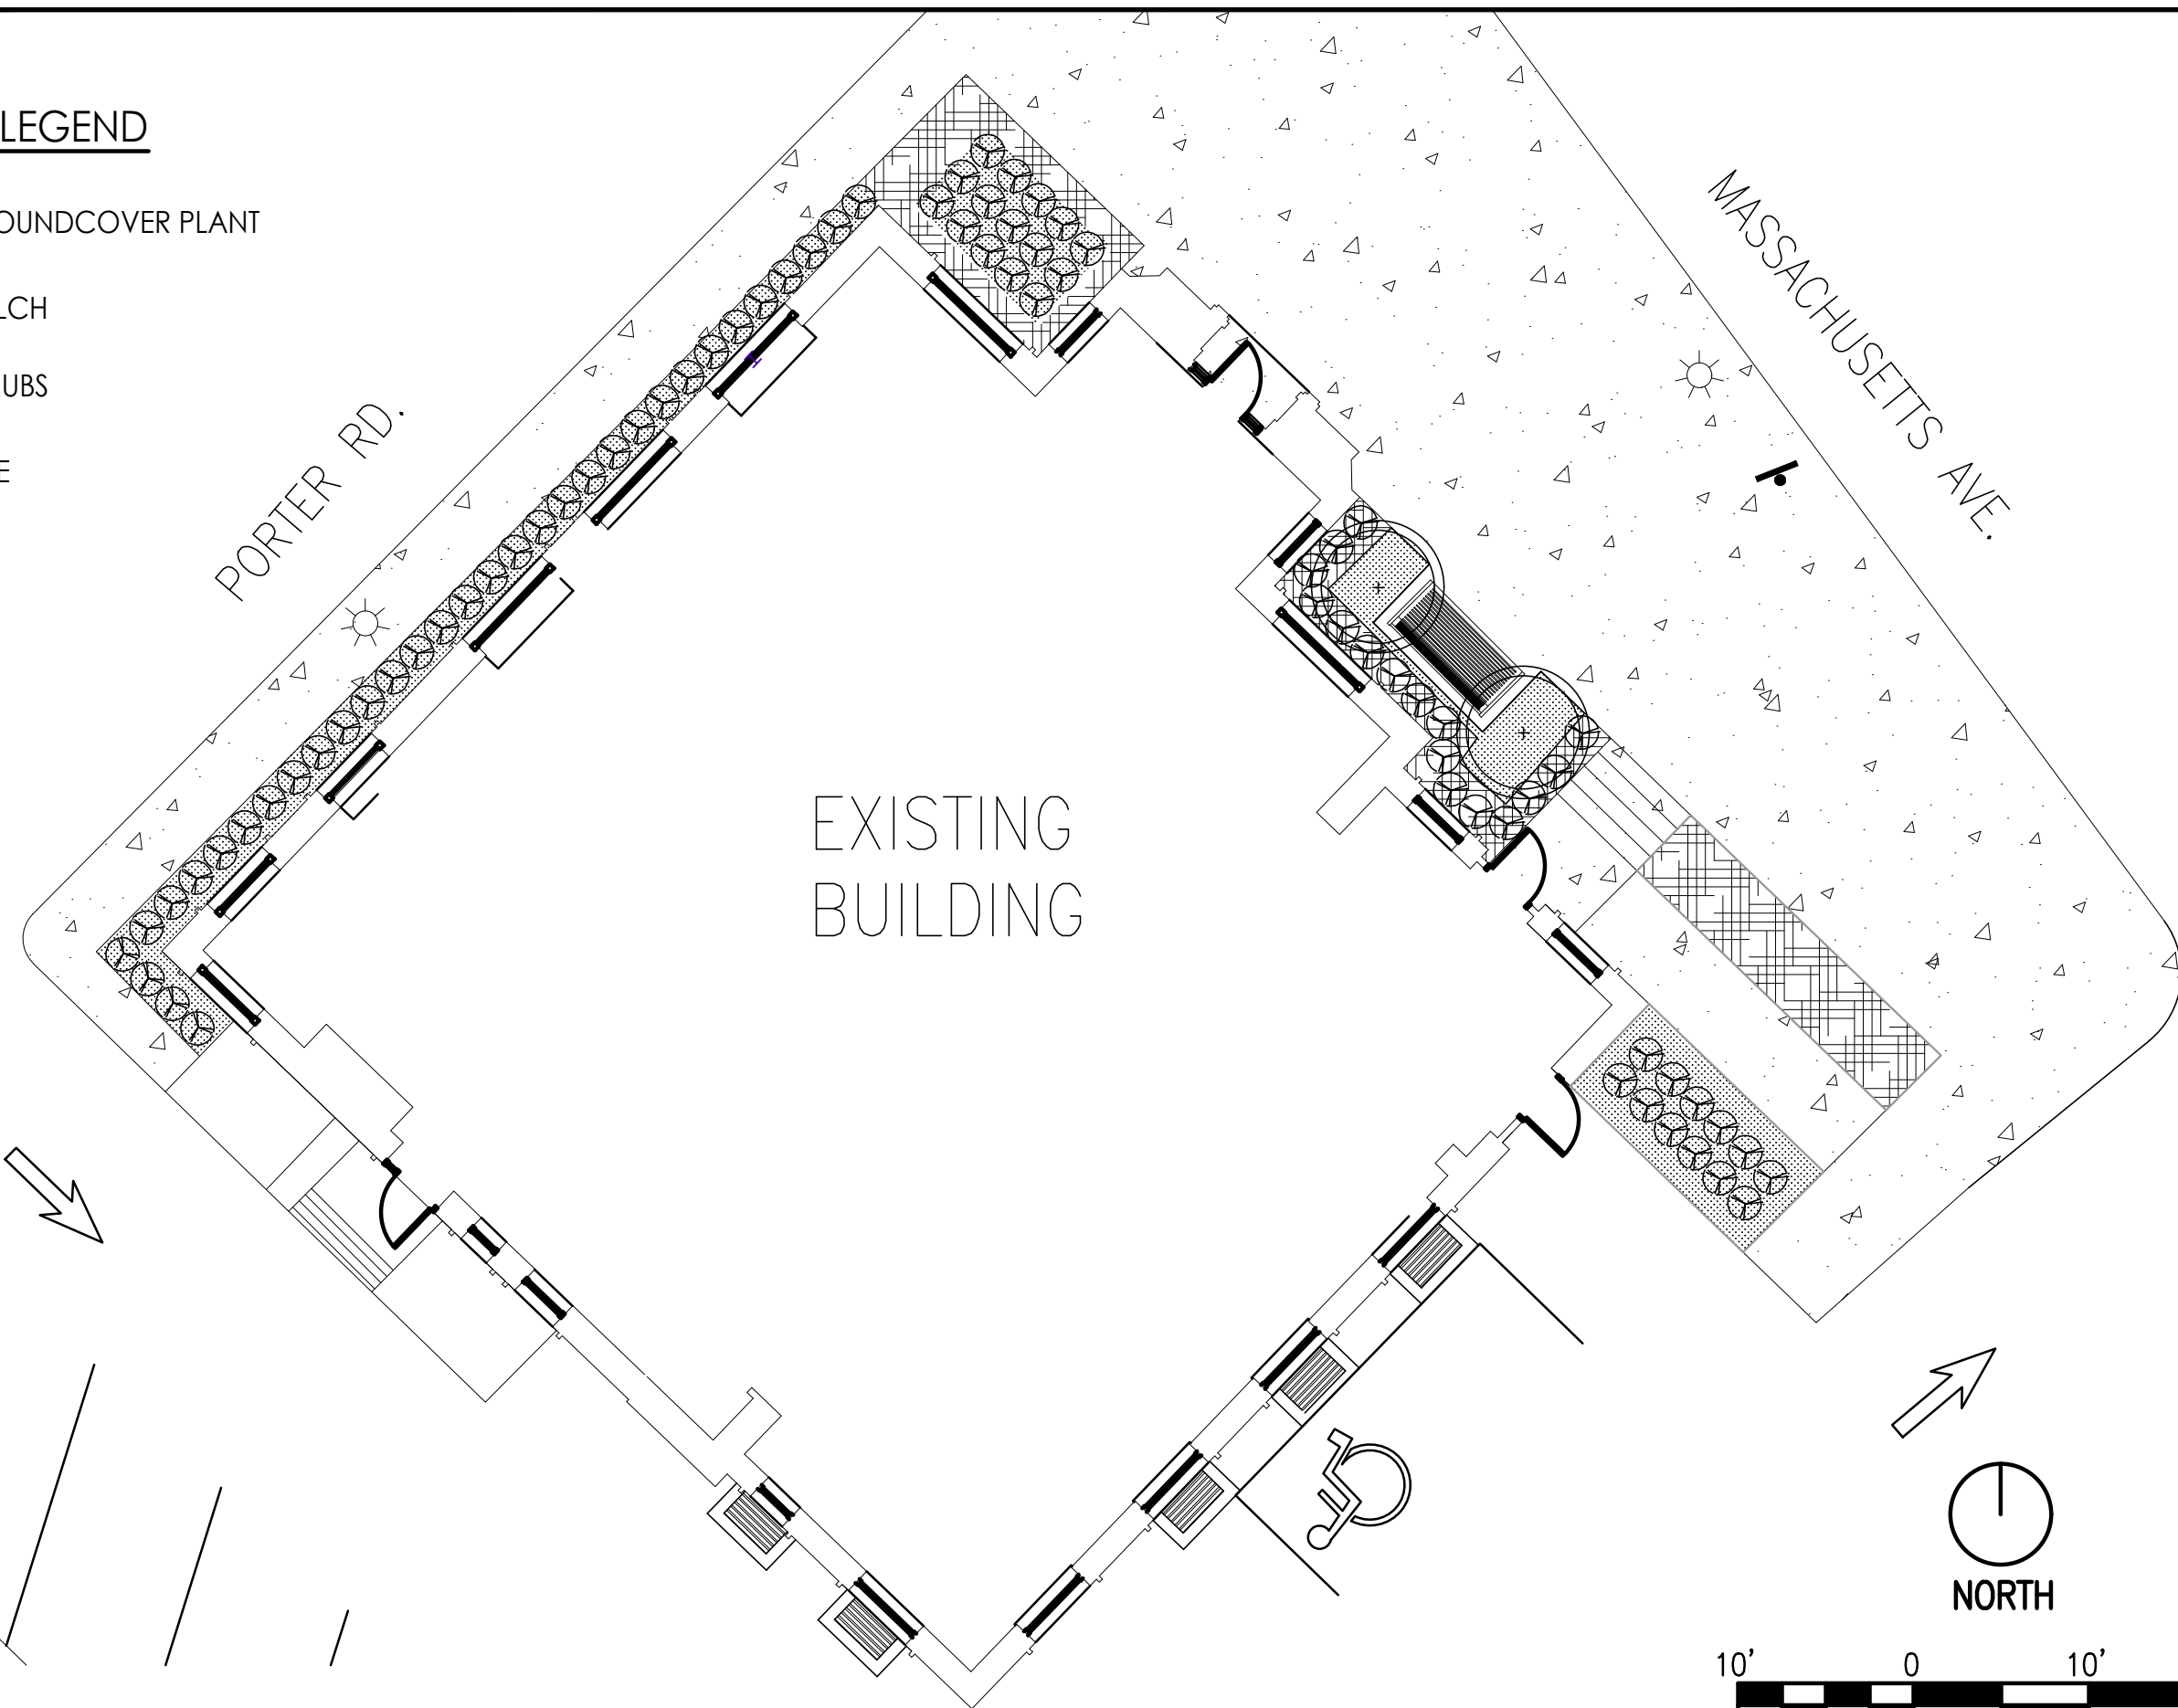 LEGEND
OUNDCOVER PLANT
LCH
UBS
E
PORTER RD.
MASSACHUSETTS AVE.
EXISTING
BUILDING
NORTH
10' 0 10'